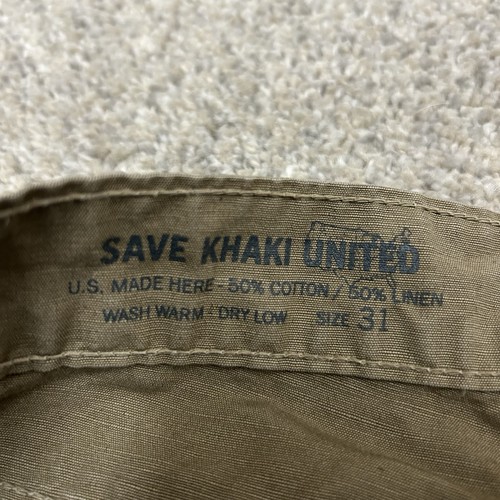 SAVE KHAKI UNITED
U.S. MADE HERE - 50% COTTON / 50% LINEN
WASH WARM - DRY LOW SIZE 31